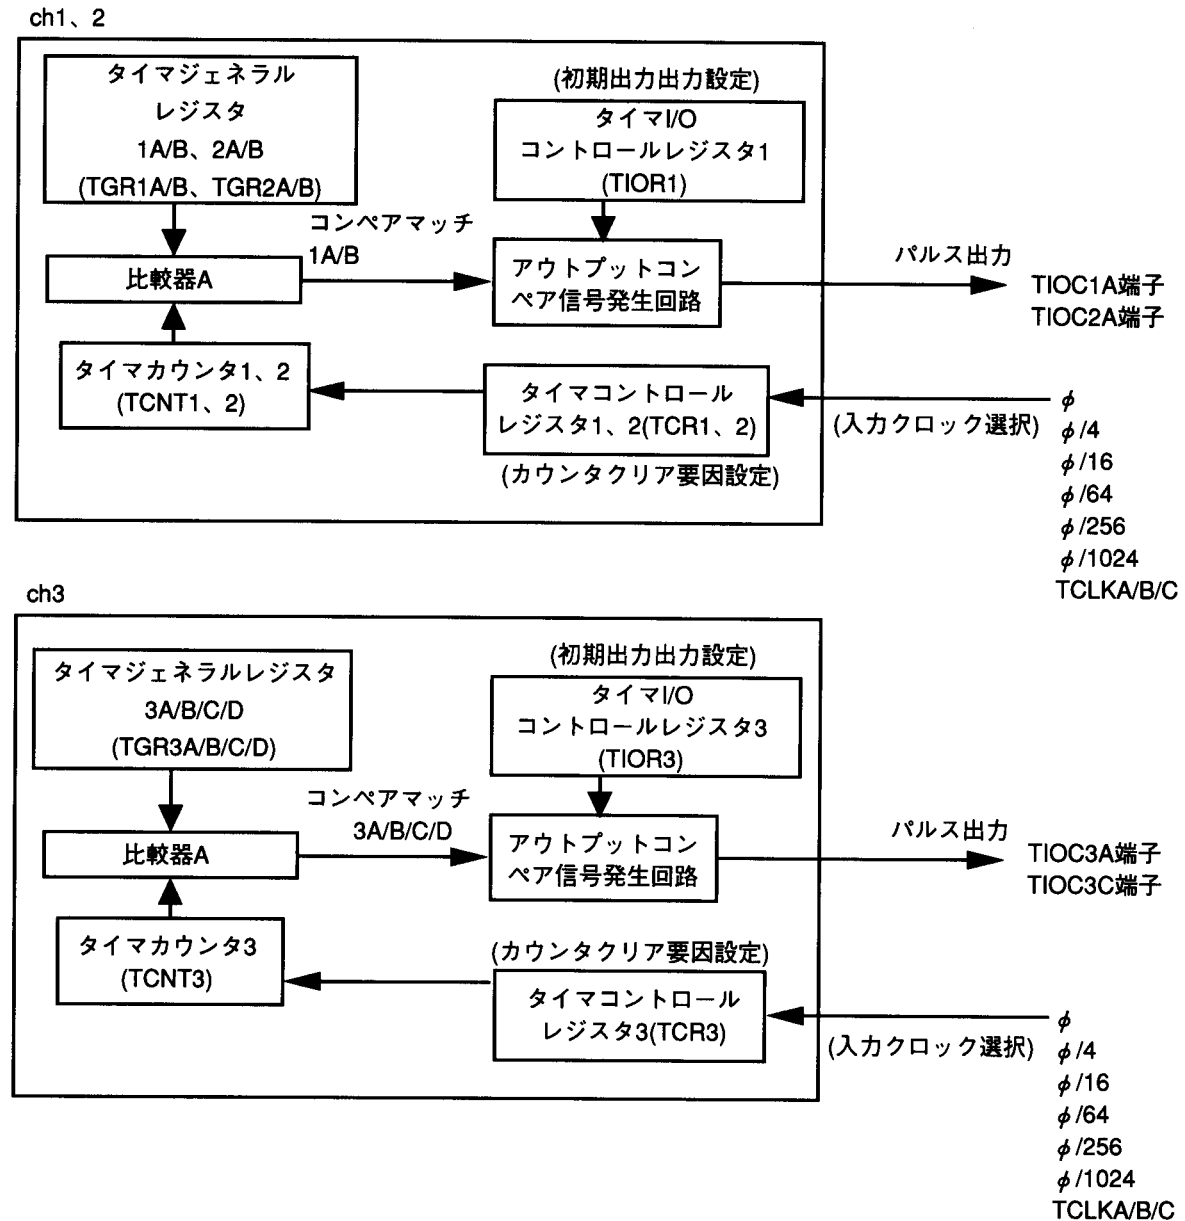 ch1、2
タイマジェネラル
レジスタ
1A/B、2A/B
(TGR1A/B、TGR2A/B)
(初期出力出力設定)
タイマI/O
コントロールレジスタ1
(TIOR1)
コンペアマッチ
1A/B
比較器A
アウトプットコン
ペア信号発生回路
パルス出力
TIOC1A端子
TIOC2A端子
タイマカウンタ1、2
(TCNT1、2)
タイマコントロール
レジスタ1、2(TCR1、2)
(カウンタクリア要因設定)
(入力クロック選択)
φ
φ/4
φ/16
φ/64
φ/256
φ/1024
TCLKA/B/C
ch3
タイマジェネラルレジスタ
3A/B/C/D
(TGR3A/B/C/D)
(初期出力出力設定)
タイマI/O
コントロールレジスタ3
(TIOR3)
コンペアマッチ
3A/B/C/D
比較器A
アウトプットコン
ペア信号発生回路
パルス出力
TIOC3A端子
TIOC3C端子
タイマカウンタ3
(TCNT3)
(カウンタクリア要因設定)
タイマコントロール
レジスタ3(TCR3)
(入力クロック選択)
φ
φ/4
φ/16
φ/64
φ/256
φ/1024
TCLKA/B/C